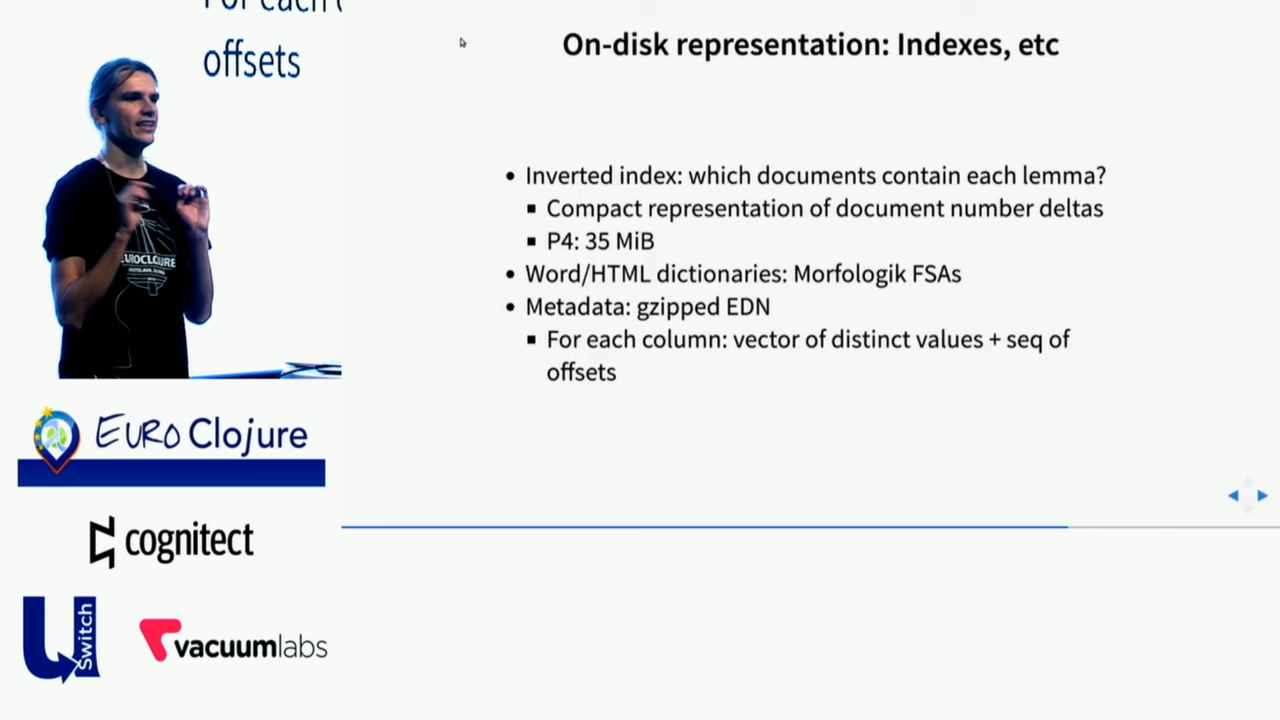 offsets
EUROCLOJURE
On-disk representation: Indexes, etc
• Inverted index: which documents contain each lemma?
▪ Compact representation of document number deltas
▪ P4: 35 MiB
• Word/HTML dictionaries: Morfologik FSAs
• Metadata: gzipped EDN
▪ For each column: vector of distinct values + seq of
offsets
EURO Clojure
cognitect
U Switch
vacuumlabs